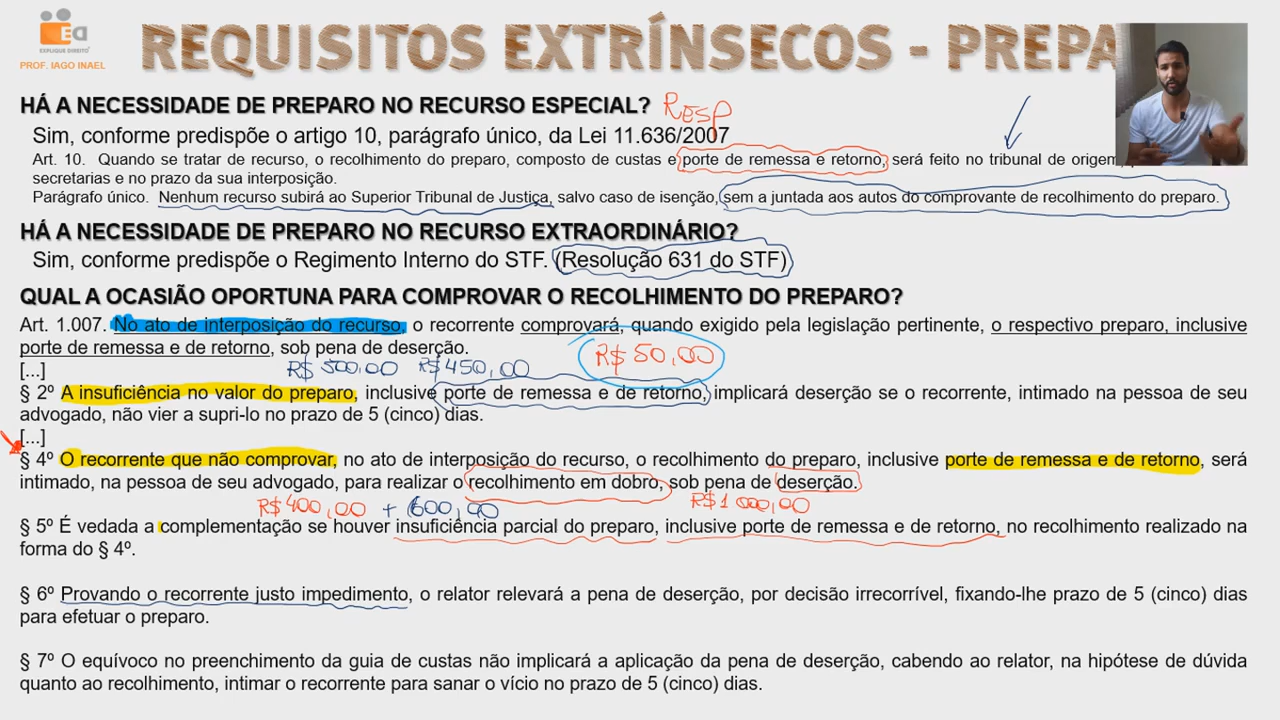 EXPLIQUE DIREITO
PROF. IAGO INAEL
REQUISITOS EXTRÍNSECOS - PREPA
HÁ A NECESSIDADE DE PREPARO NO RECURSO ESPECIAL? RESP
Sim, conforme predispõe o artigo 10, parágrafo único, da Lei 11.636/2007
Art. 10. Quando se tratar de recurso, o recolhimento do preparo, composto de custas e porte de remessa e retorno, será feito no tribunal de origem,
secretarias e no prazo da sua interposição.
Parágrafo único. Nenhum recurso subirá ao Superior Tribunal de Justiça, salvo caso de isenção, sem a juntada aos autos do comprovante de recolhimento do preparo.
HÁ A NECESSIDADE DE PREPARO NO RECURSO EXTRAORDINÁRIO?
Sim, conforme predispõe o Regimento Interno do STF. (Resolução 631 do STF)
QUAL A OCASIÃO OPORTUNA PARA COMPROVAR O RECOLHIMENTO DO PREPARO?
Art. 1.007. No ato de interposição do recurso, o recorrente comprovará, quando exigido pela legislação pertinente, o respectivo preparo, inclusive
porte de remessa e de retorno, sob pena de deserção.
R$ 50,00
[...] R$ 500,00 R$ 450,00
§ 2º A insuficiência no valor do preparo, inclusive porte de remessa e de retorno, implicará deserção se o recorrente, intimado na pessoa de seu
advogado, não vier a supri-lo no prazo de 5 (cinco) dias.
[...]
§ 4º O recorrente que não comprovar, no ato de interposição do recurso, o recolhimento do preparo, inclusive porte de remessa e de retorno, será
intimado, na pessoa de seu advogado, para realizar o recolhimento em dobro, sob pena de deserção.
R$ 400,00 + 600,00 R$ 1 000,00
§ 5º É vedada a complementação se houver insuficiência parcial do preparo, inclusive porte de remessa e de retorno, no recolhimento realizado na
forma do § 4º.
§ 6º Provando o recorrente justo impedimento, o relator relevará a pena de deserção, por decisão irrecorrível, fixando-lhe prazo de 5 (cinco) dias
para efetuar o preparo.
§ 7º O equívoco no preenchimento da guia de custas não implicará a aplicação da pena de deserção, cabendo ao relator, na hipótese de dúvida
quanto ao recolhimento, intimar o recorrente para sanar o vício no prazo de 5 (cinco) dias.